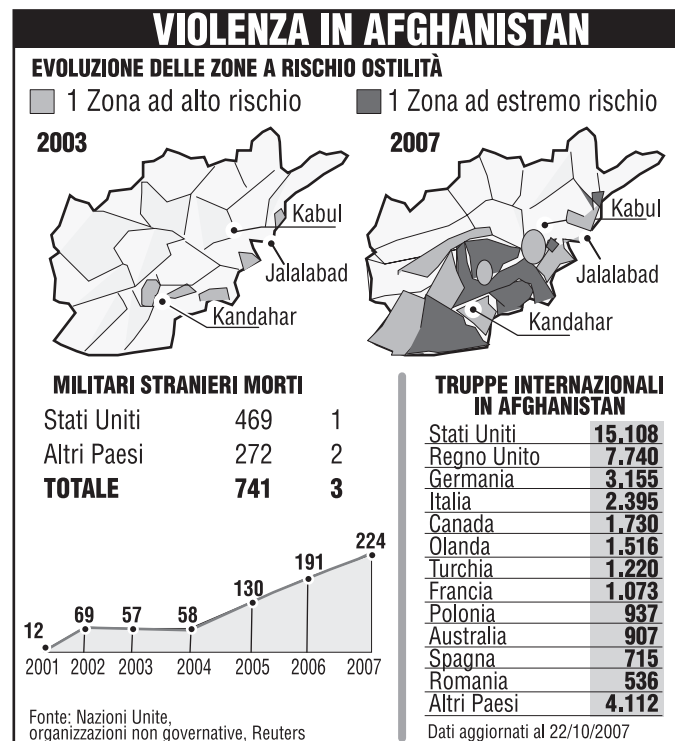 VIOLENZA IN AFGHANISTAN
EVOLUZIONE DELLE ZONE A RISCHIO OSTILITÀ
1 Zona ad alto rischio
1 Zona ad estremo rischio
2003
Kabul
Jalalabad
Kandahar
2007
Kabul
Jalalabad
Kandahar
MILITARI STRANIERI MORTI
Stati Uniti 469 1
Altri Paesi 272 2
TOTALE 741 3
12 69 57 58 130 191 224
2001 2002 2003 2004 2005 2006 2007
Fonte: Nazioni Unite,
organizzazioni non governative, Reuters
TRUPPE INTERNAZIONALI
IN AFGHANISTAN
Stati Uniti 15.108
Regno Unito 7.740
Germania 3.155
Italia 2.395
Canada 1.730
Olanda 1.516
Turchia 1.220
Francia 1.073
Polonia 937
Australia 907
Spagna 715
Romania 536
Altri Paesi 4.112
Dati aggiornati al 22/10/2007